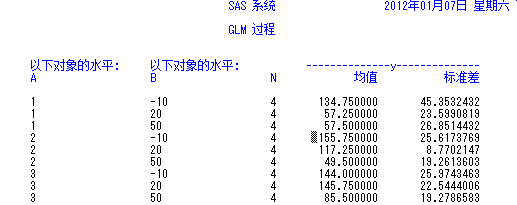 SAS 系统 2012年01月07日 星期六
GLM 过程
以下对象的水平: 以下对象的水平: --------------y--------------
A B N 均值 标准差
1 -10 4 134.750000 45.3532432
1 20 4 57.250000 23.5990819
1 50 4 57.500000 26.8514432
2 -10 4 155.750000 25.6173769
2 20 4 117.250000 8.7702147
2 50 4 49.500000 19.2613603
3 -10 4 144.000000 25.9743463
3 20 4 145.750000 22.5444006
3 50 4 85.500000 19.2786583